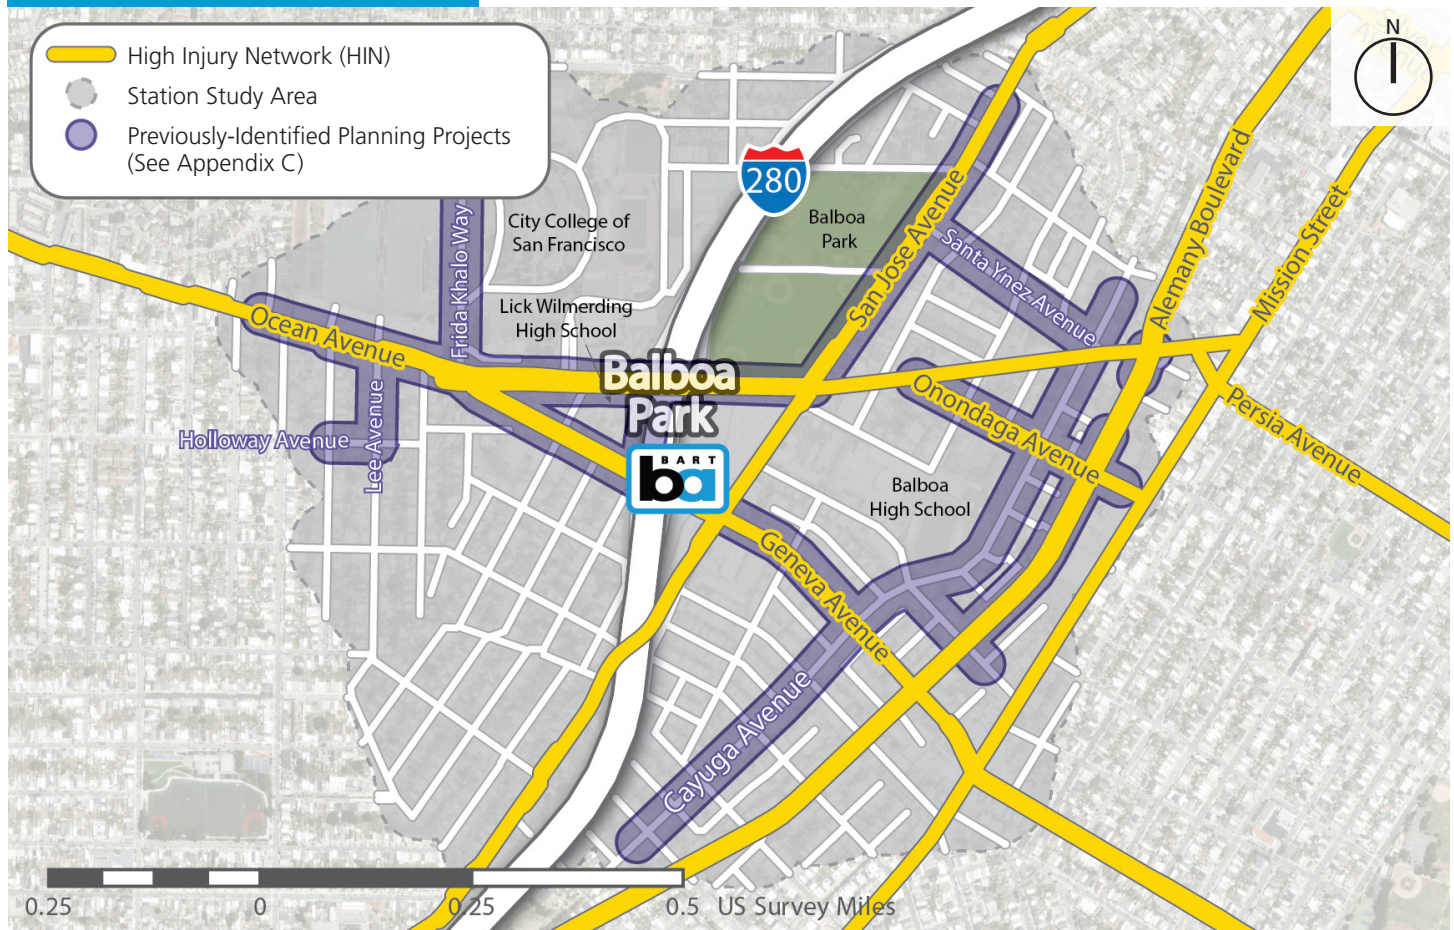 High Injury Network (HIN)
Station Study Area
Previously-Identified Planning Projects
(See Appendix C)
N
280
City College of
San Francisco
Balboa
Park
Lick Wilmerding
High School
Frida Khalo Way
San Jose Avenue
Santa Ynez Avenue
Alemany Boulevard
Mission Street
Ocean Avenue
Balboa
Park
BART
ba
Onondaga Avenue
Persia Avenue
Holloway Avenue
Lee Avenue
Balboa
High School
Geneva Avenue
Cayuga Avenue
0.25 0 0.25 0.5 US Survey Miles